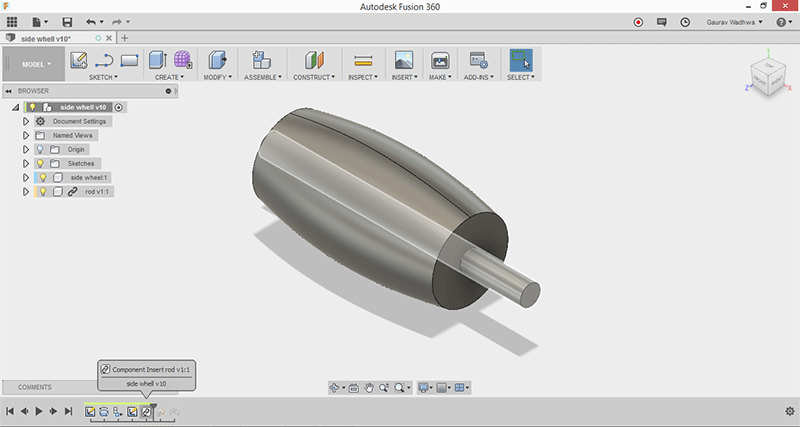 Autodesk Fusion 360
Gaurav Wadhwa
side whell v10*
MODEL
SKETCH
CREATE
MODIFY
ASSEMBLE
CONSTRUCT
INSPECT
INSERT
MAKE
ADD-INS
SELECT
BROWSER
side whell v10
Document Settings
Named Views
Origin
Sketches
side wheel:1
rod v1:1
Component Insert rod v1:1
side whell v10
COMMENTS